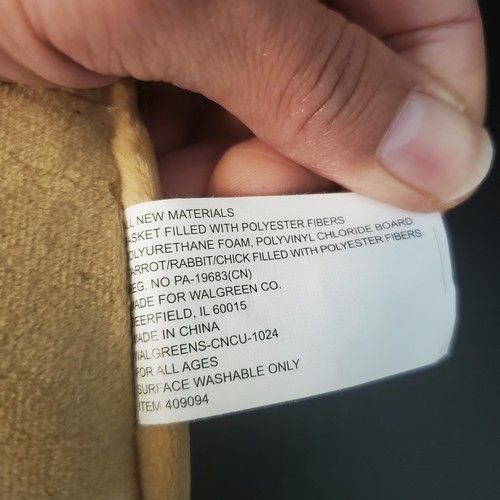 LL NEW MATERIALS
ASKET FILLED WITH POLYESTER FIBERS
OLYURETHANE FOAM, POLYVINYL CHLORIDE BOARD
ARROT/RABBIT/CHICK FILLED WITH POLYESTER FIBERS
EG. NO PA-19683(CN)
ADE FOR WALGREEN CO.
EERFIELD, IL 60015
MADE IN CHINA
WALGREENS-CNCU-1024
FOR ALL AGES
SURFACE WASHABLE ONLY
ITEM 409094